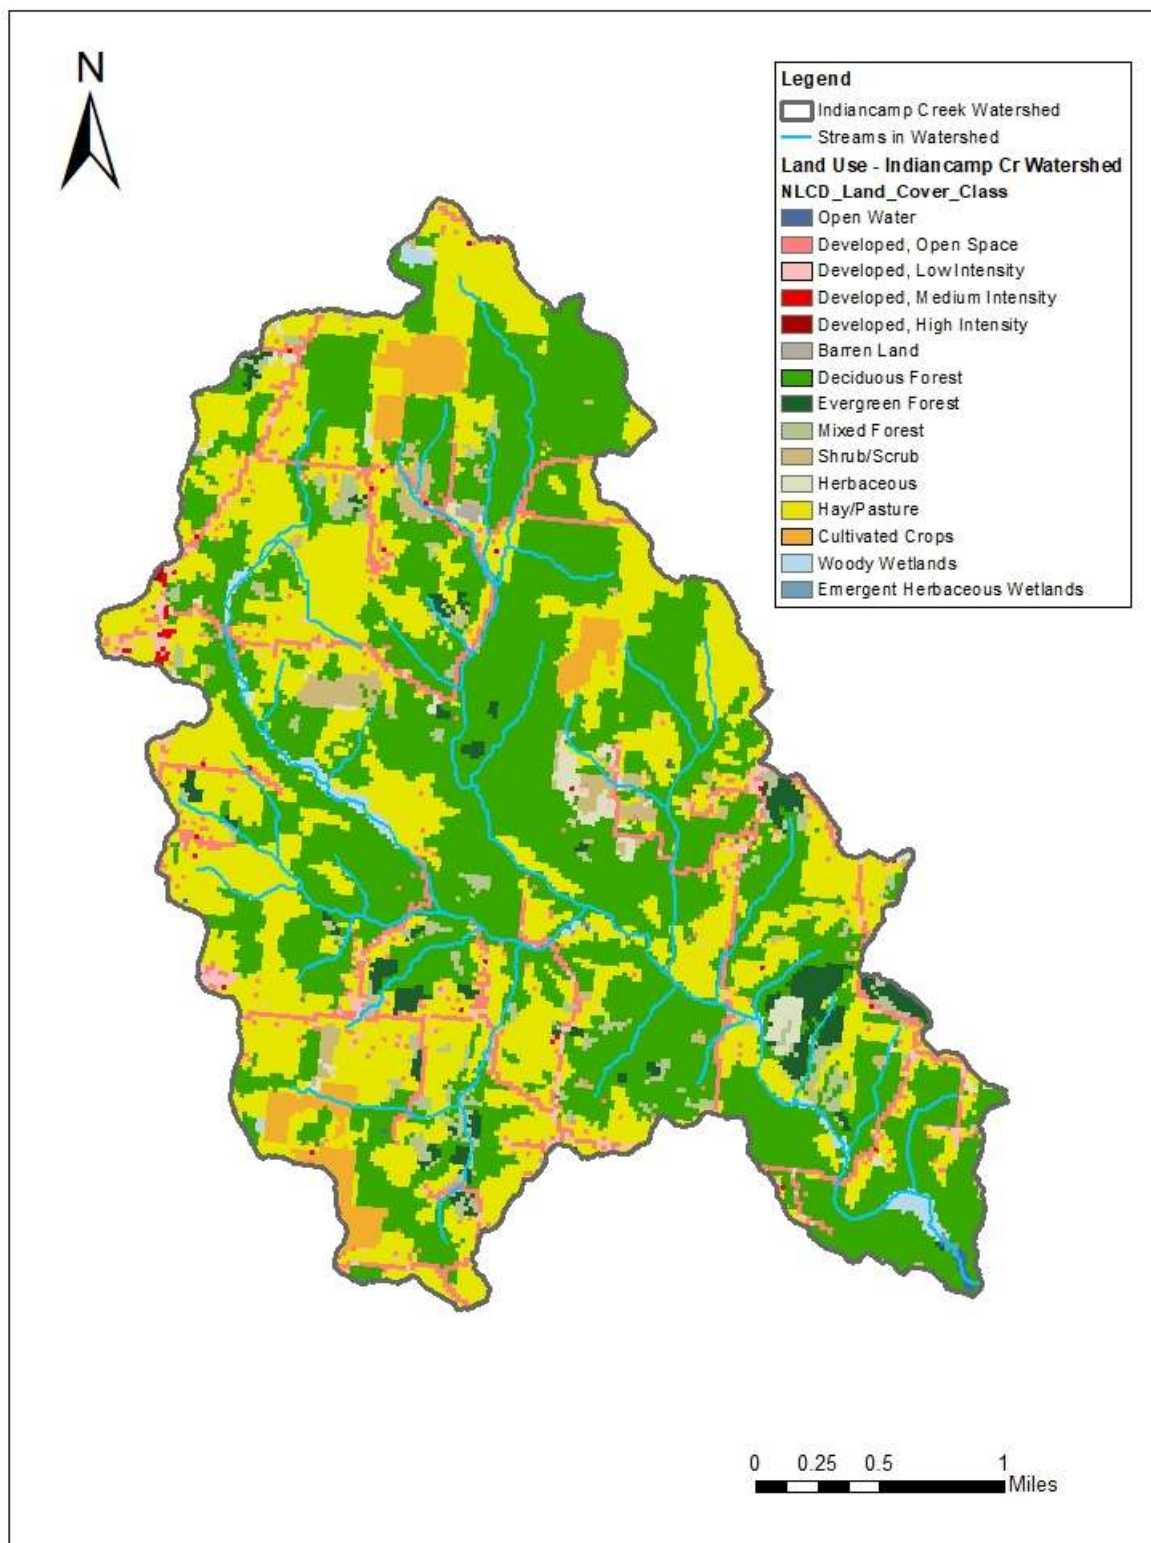 N
Legend
Indiancamp Creek Watershed
Streams in Watershed
Land Use - Indiancamp Cr Watershed
NLCD_Land_Cover_Class
Open Water
Developed, Open Space
Developed, Low Intensity
Developed, Medium Intensity
Developed, High Intensity
Barren Land
Deciduous Forest
Evergreen Forest
Mixed Forest
Shrub/Scrub
Herbaceous
Hay/Pasture
Cultivated Crops
Woody Wetlands
Emergent Herbaceous Wetlands
0 0.25 0.5 1
Miles